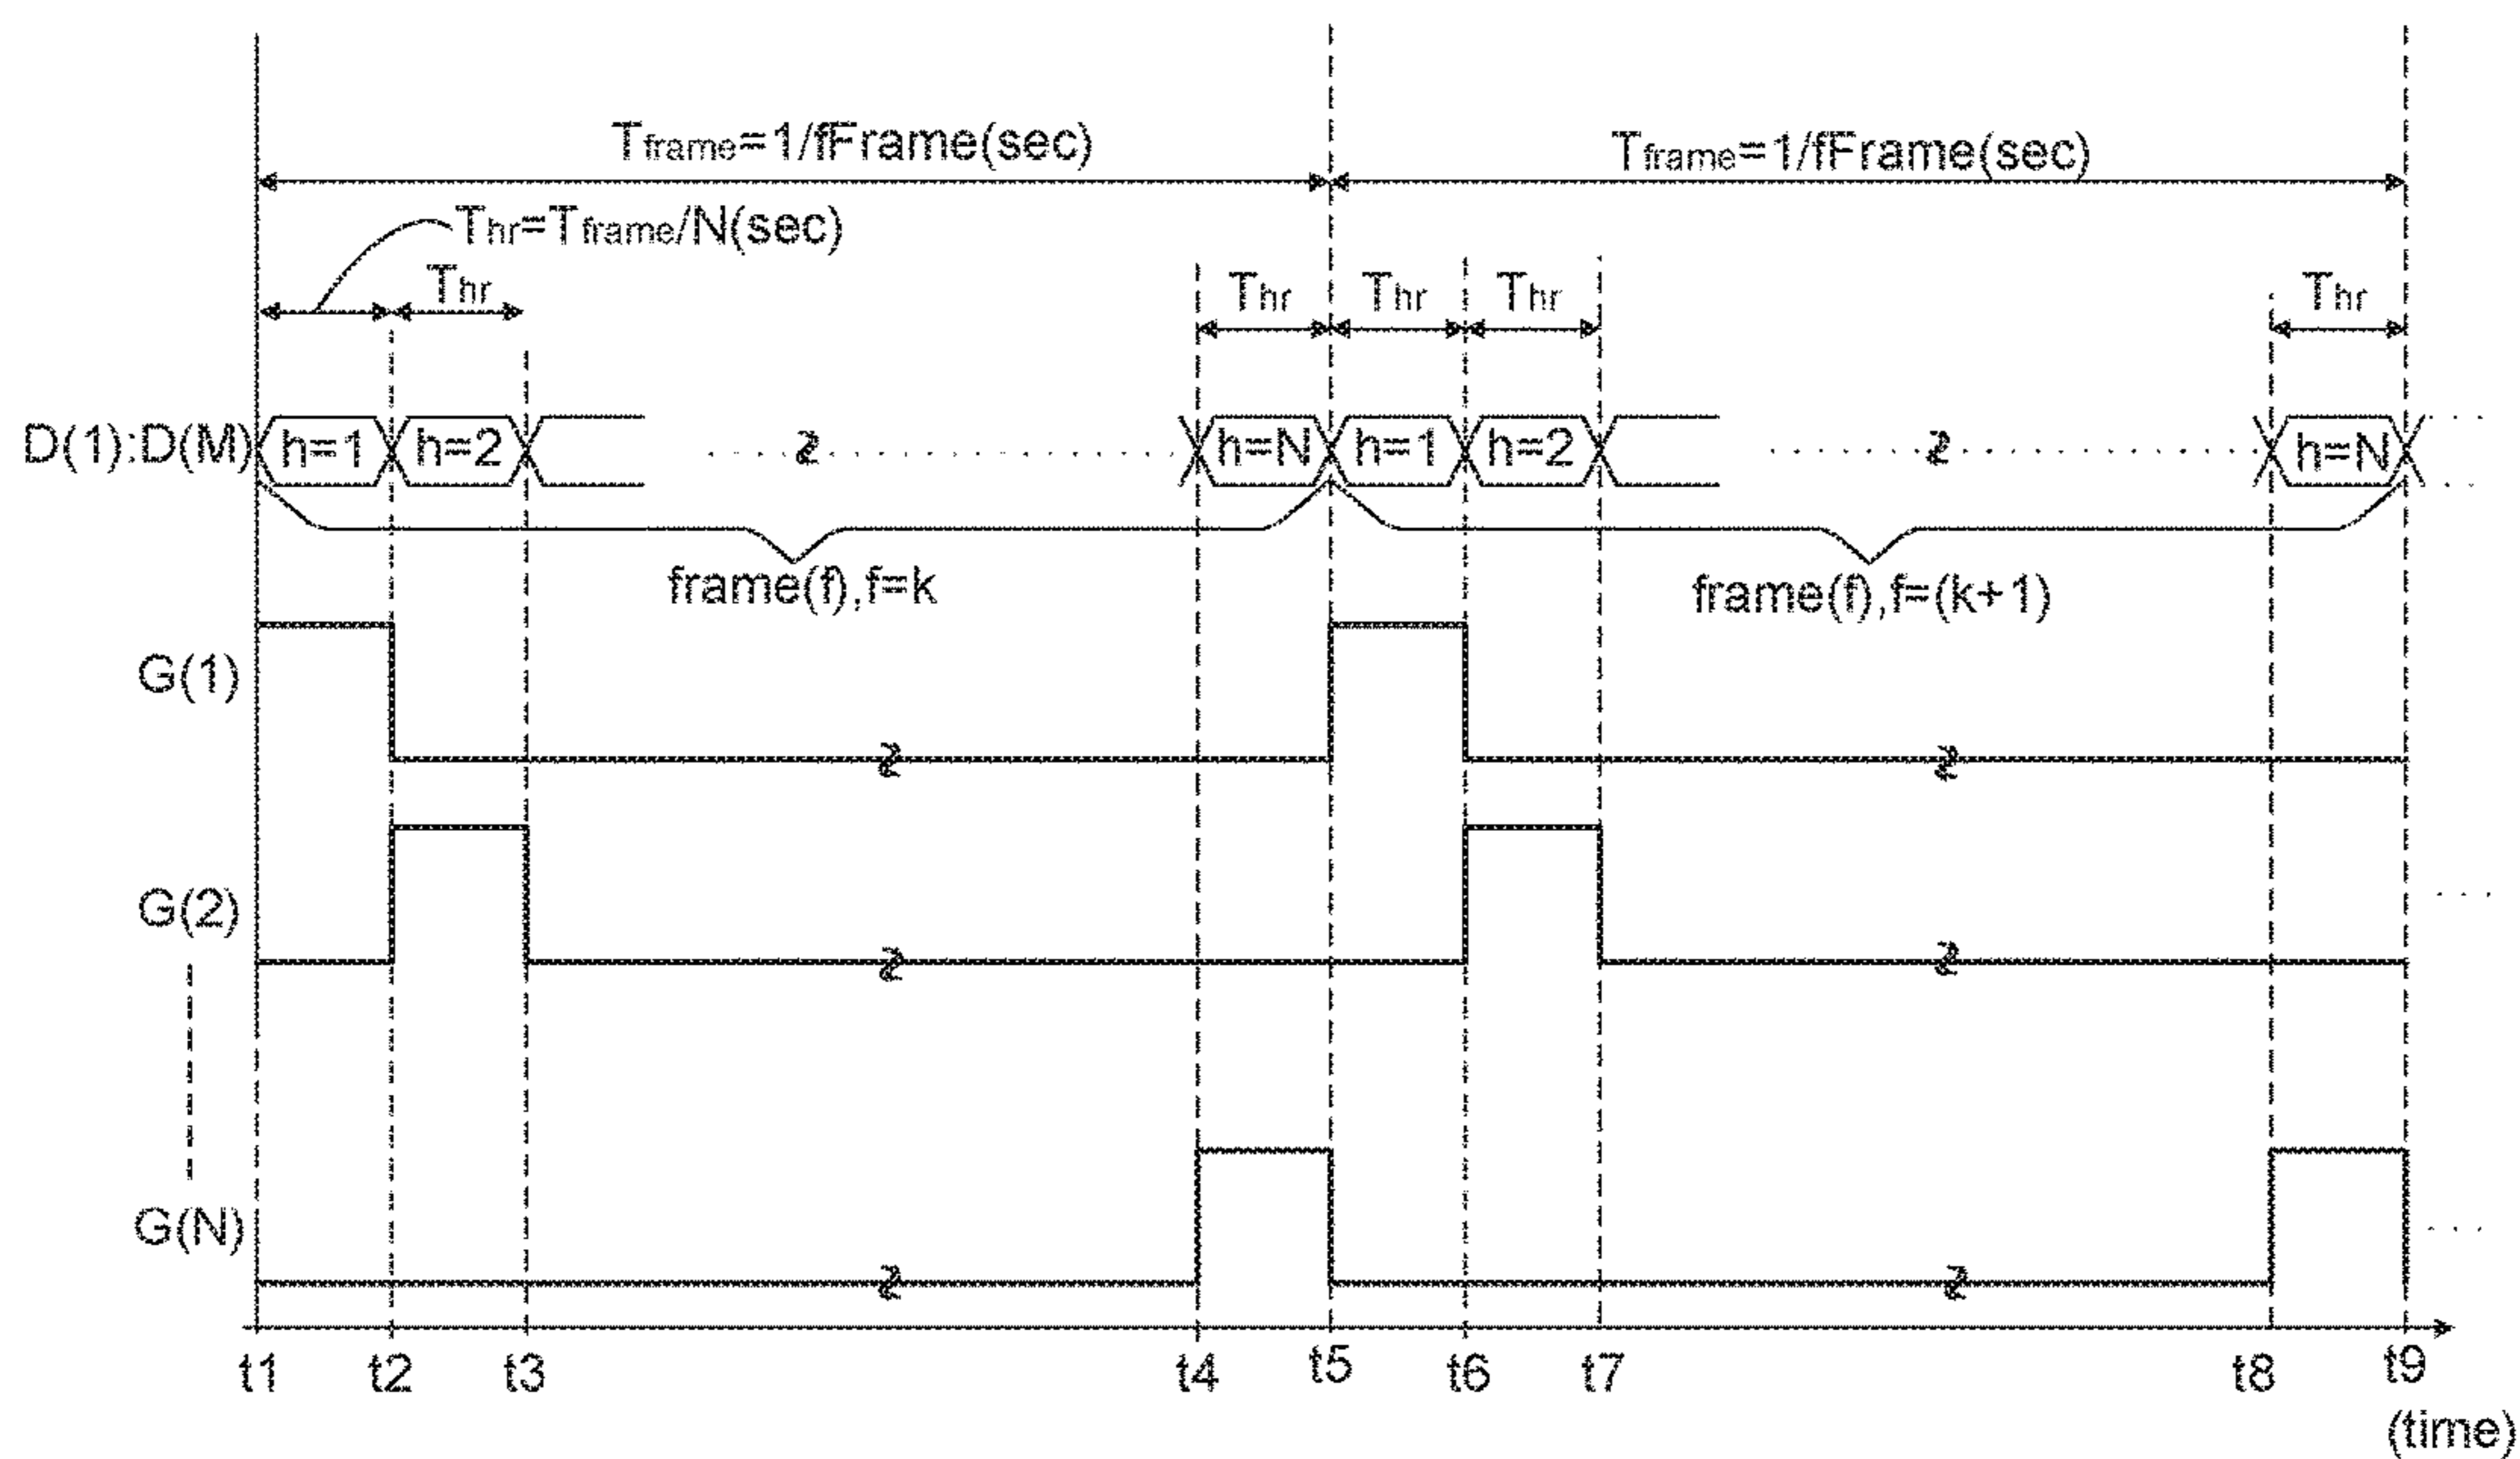 Tframe=1/fFrame(sec) Tframe=1/fFrame(sec)
Thr=Tframe/N(sec)
Thr Thr Thr Thr Thr
D(1):D(M) h=1 h=2 h=N h=1 h=2 h=N
frame(f),f=k frame(f),f=(k+1)
G(1)
G(2)
G(N)
t1 t2 t3 t4 t5 t6 t7 t8 t9
(time)